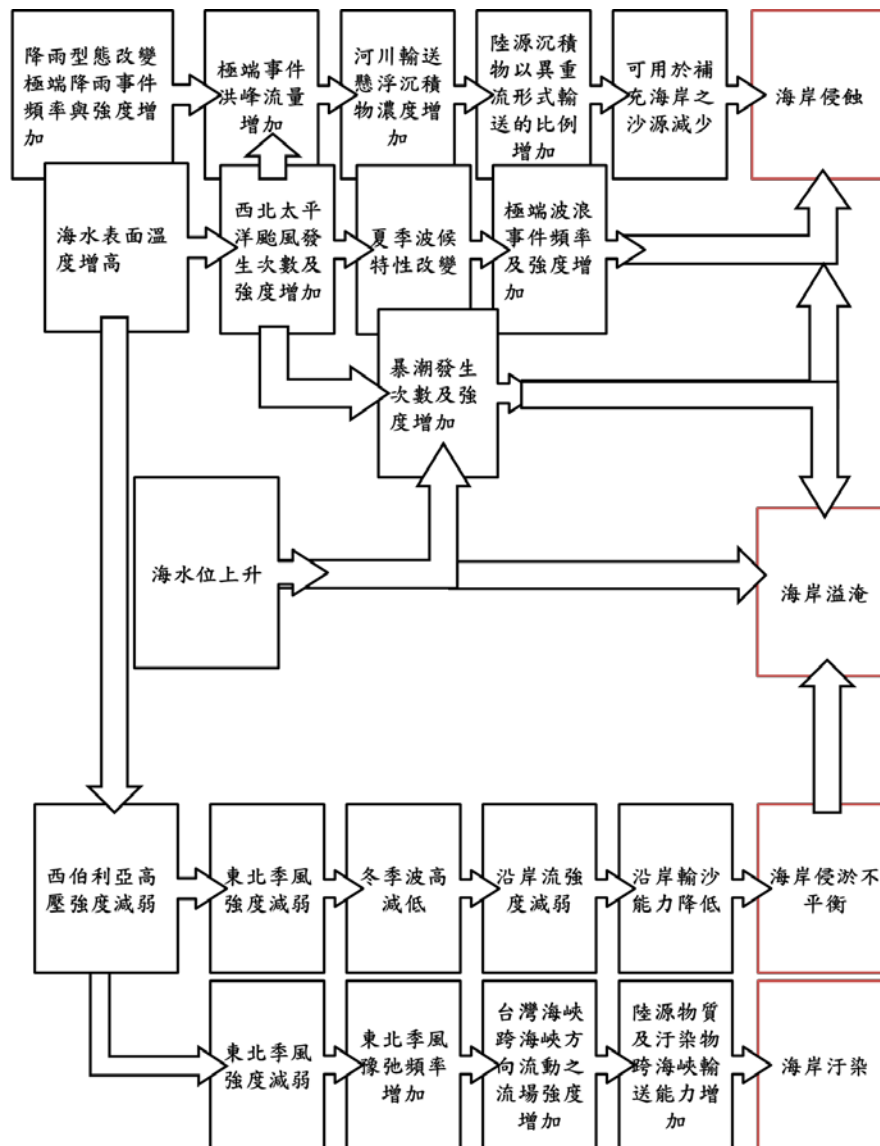 降雨型態改變
極端降雨事件
頻率與強度增
加
極端事件
洪峰流量
增加
河川輸送
懸浮沉積
物濃度增
加
陸源沉積
物以異重
流形式輸
送的比例
增加
可用於補
充海岸之
沙源減少
海岸侵蝕
海水表面溫
度增高
西北太平
洋颱風發
生次數及
強度增加
夏季波候
特性改變
極端波浪
事件頻率
及強度增
加
暴潮發生
次數及強
度增加
海水位上升
海岸溢淹
西伯利亞高
壓強度減弱
東北季風
強度減弱
冬季波高
減低
沿岸流強
度減弱
沿岸輸沙
能力降低
海岸侵淤不
平衡
東北季風
強度減弱
東北季風
豫弛頻率
增加
台灣海峽
跨海峽方
向流動之
流場強度
增加
陸源物質
及汙染物
跨海峽輸
送能力增
加
海岸汙染